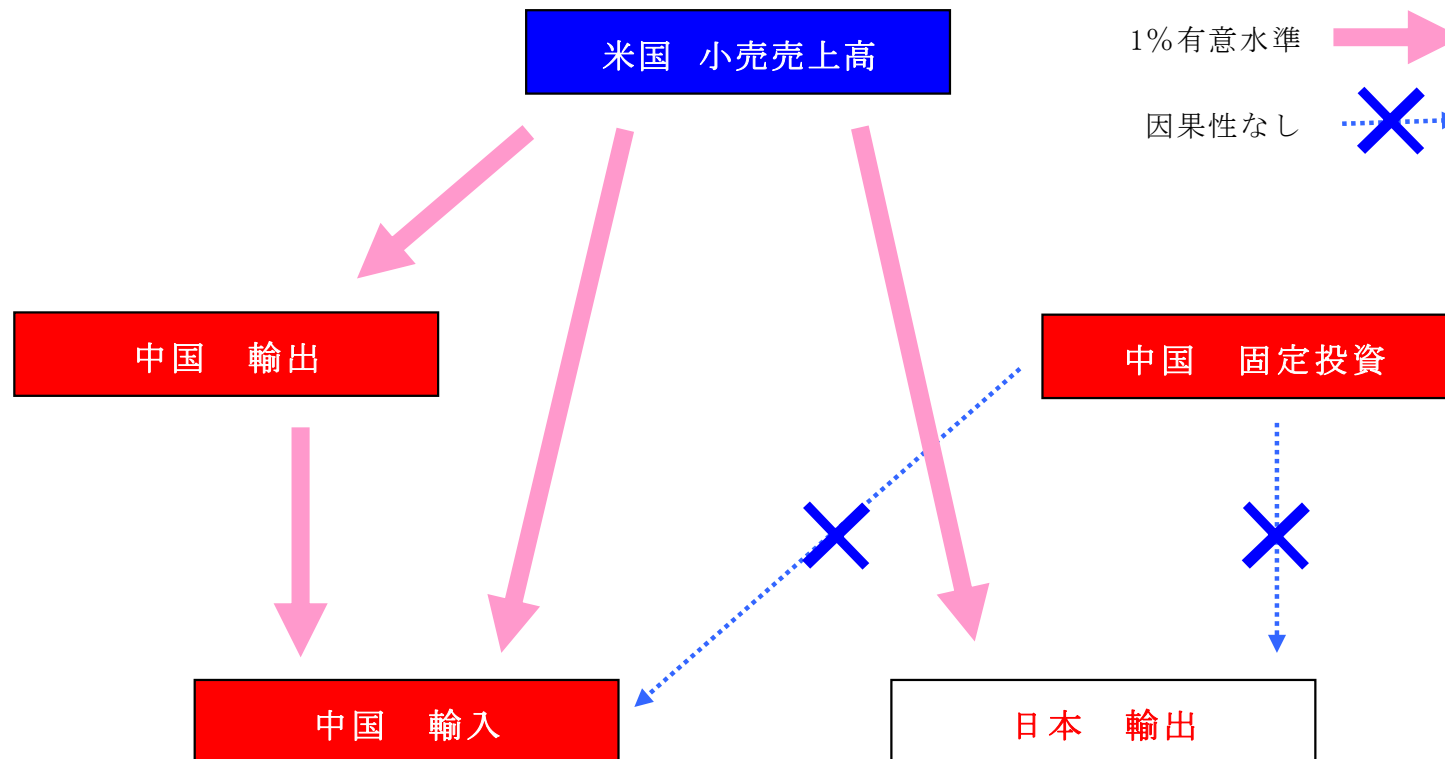 米国 小売売上高
1%有意水準
因果性なし
中国 輸出
中国 固定投資
中国 輸入
日本 輸出